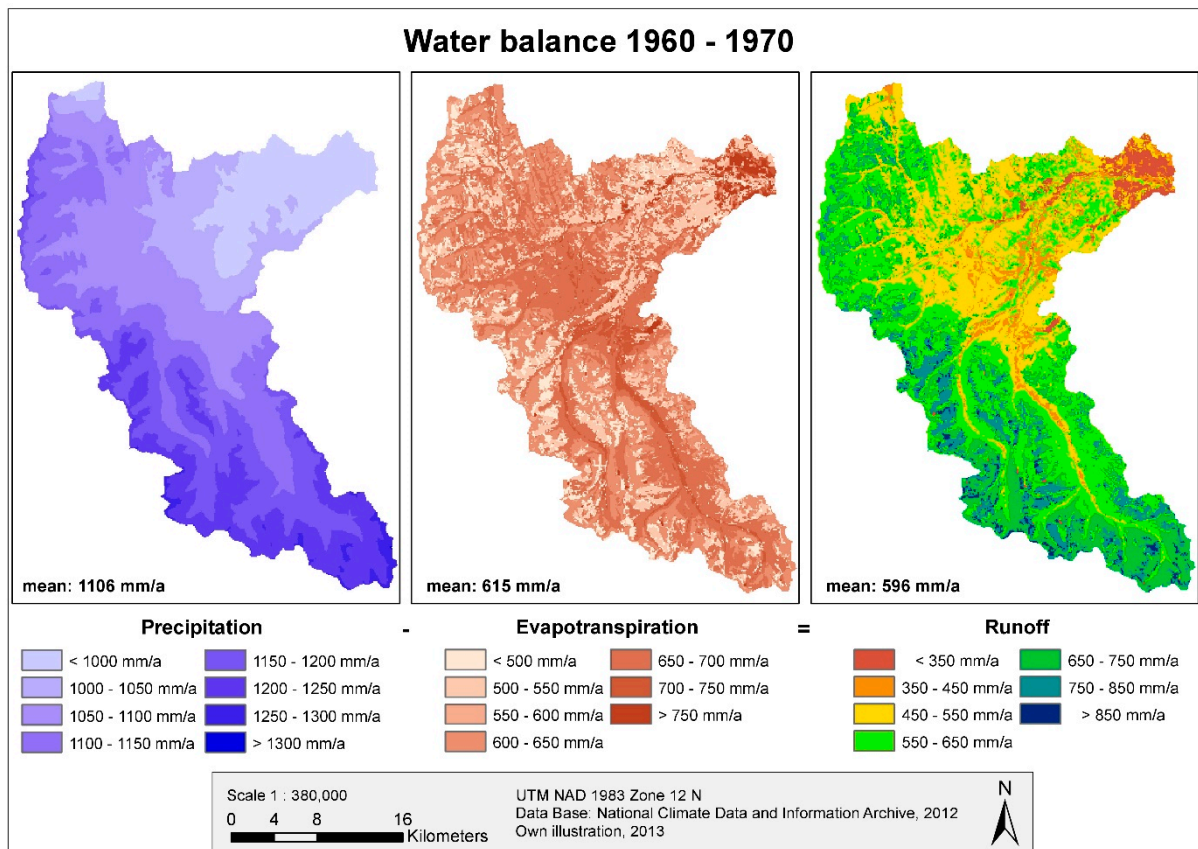 Water balance 1960 - 1970
mean: 1106 mm/a
mean: 615 mm/a
mean: 596 mm/a
Precipitation - Evapotranspiration = Runoff
< 1000 mm/a
1000 - 1050 mm/a
1050 - 1100 mm/a
1100 - 1150 mm/a
1150 - 1200 mm/a
1200 - 1250 mm/a
1250 - 1300 mm/a
> 1300 mm/a
< 500 mm/a
500 - 550 mm/a
550 - 600 mm/a
600 - 650 mm/a
650 - 700 mm/a
700 - 750 mm/a
> 750 mm/a
< 350 mm/a
350 - 450 mm/a
450 - 550 mm/a
550 - 650 mm/a
650 - 750 mm/a
750 - 850 mm/a
> 850 mm/a
Scale 1 : 380,000
0 4 8 16
Kilometers
UTM NAD 1983 Zone 12 N
Data Base: National Climate Data and Information Archive, 2012
Own illustration, 2013
N